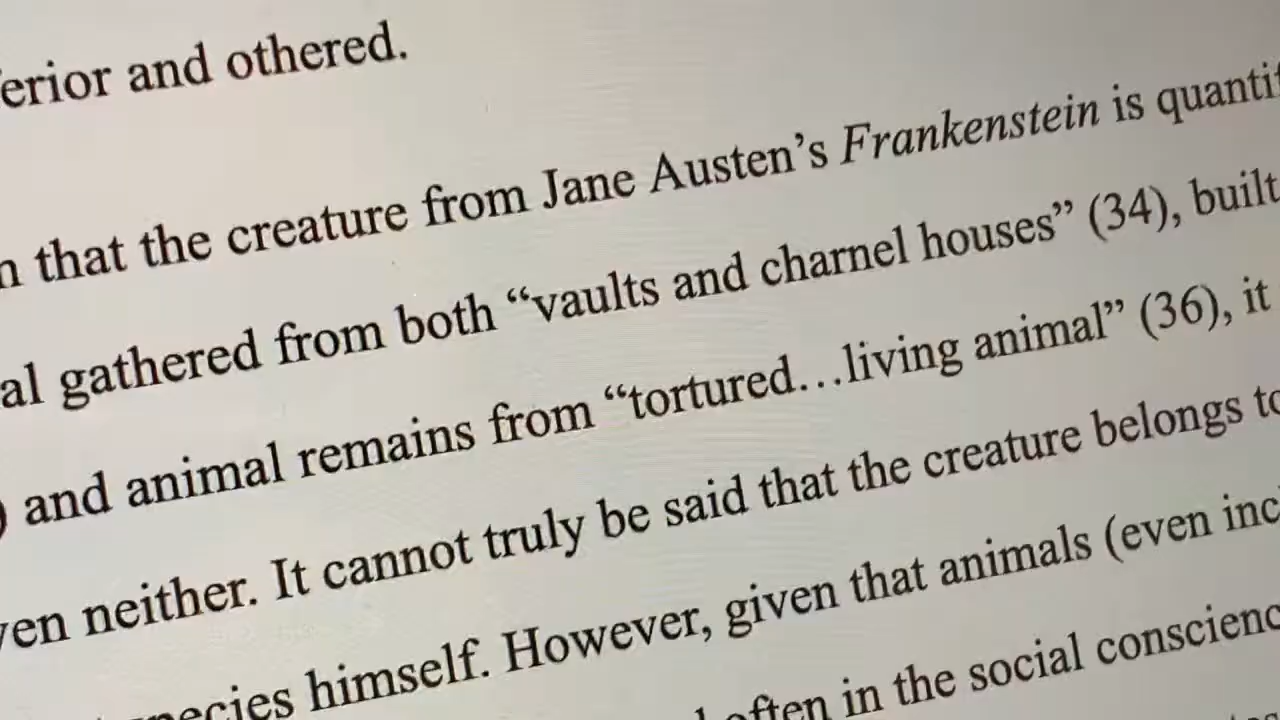 erior and othered.
that the creature from Jane Austen’s Frankenstein is quantif
al gathered from both “vaults and charnel houses” (34), built
) and animal remains from “tortured…living animal” (36), it
ven neither. It cannot truly be said that the creature belongs to
species himself. However, given that animals (even inc
often in the social conscienc